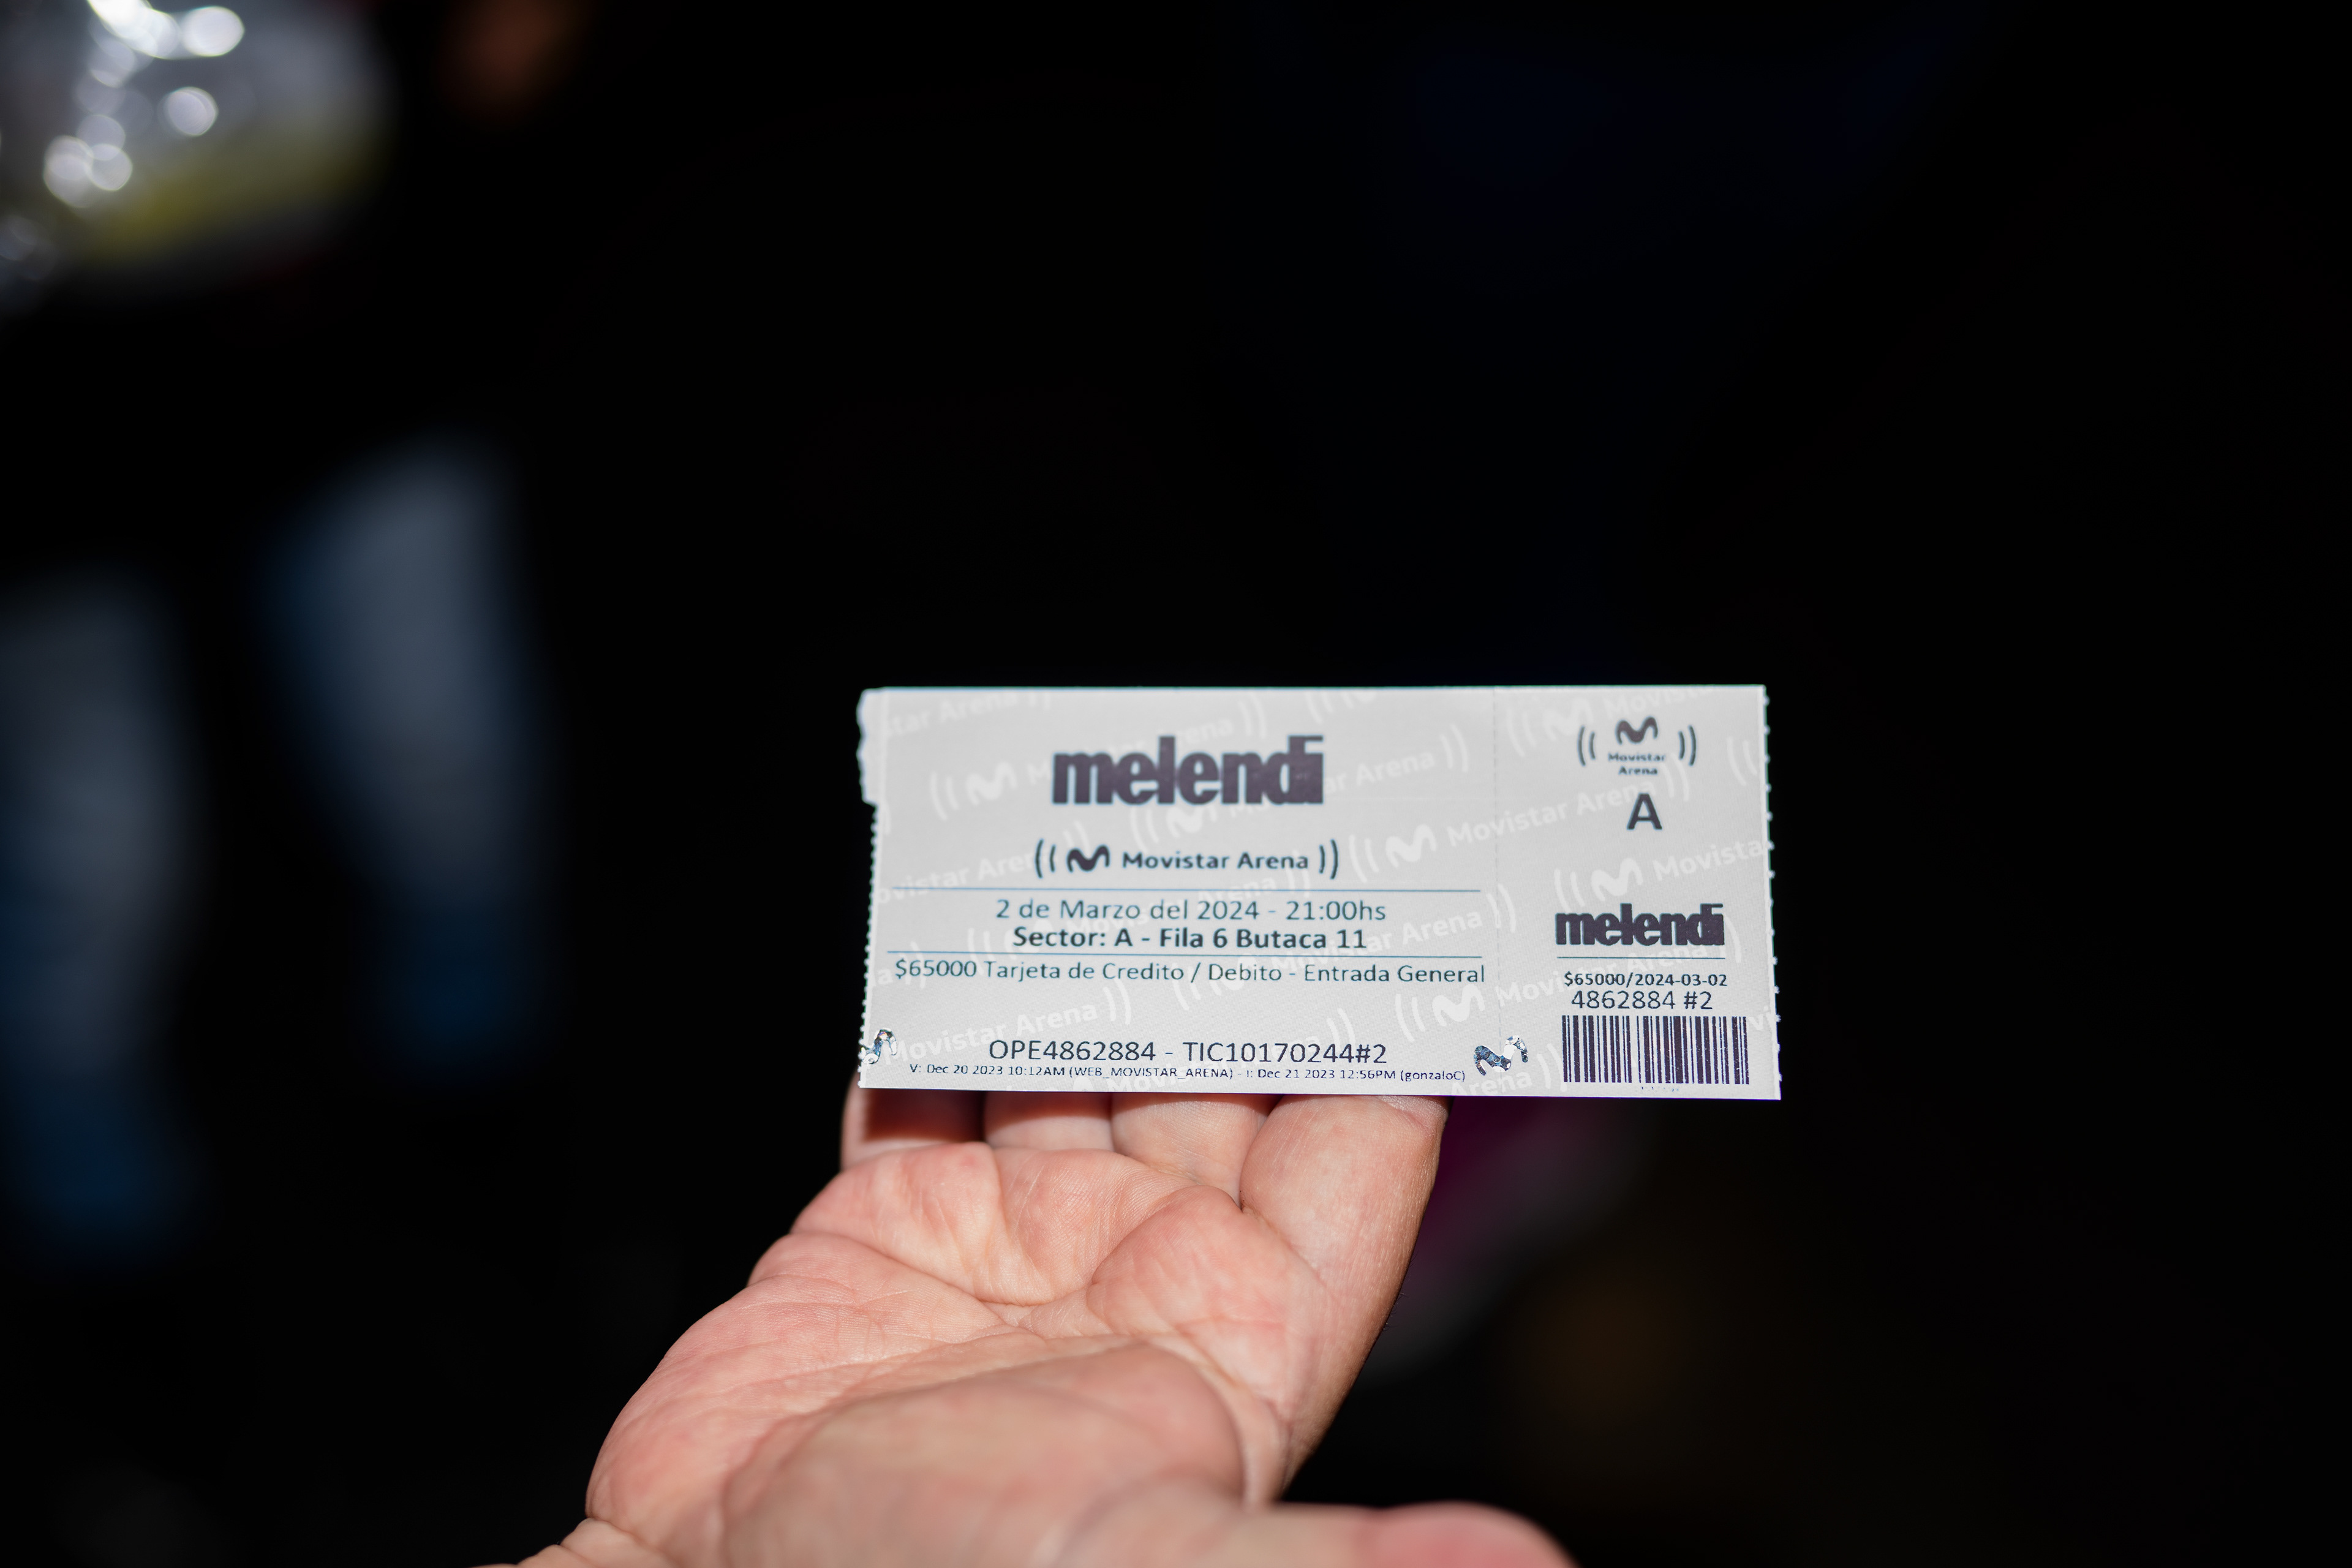 melendi
Movistar Arena
2 de Marzo del 2024 - 21:00hs
Sector: A - Fila 6 Butaca 11
$65000 Tarjeta de Credito / Debito - Entrada General
OPE4862884 - TIC10170244#2
V: Dec 20 2023 10:12AM (WEB_MOVISTAR_ARENA) - I: Dec 21 2023 12:56PM (gonzaloC)
Movistar
Arena
A
melendi
$65000/2024-03-02
4862884 #2